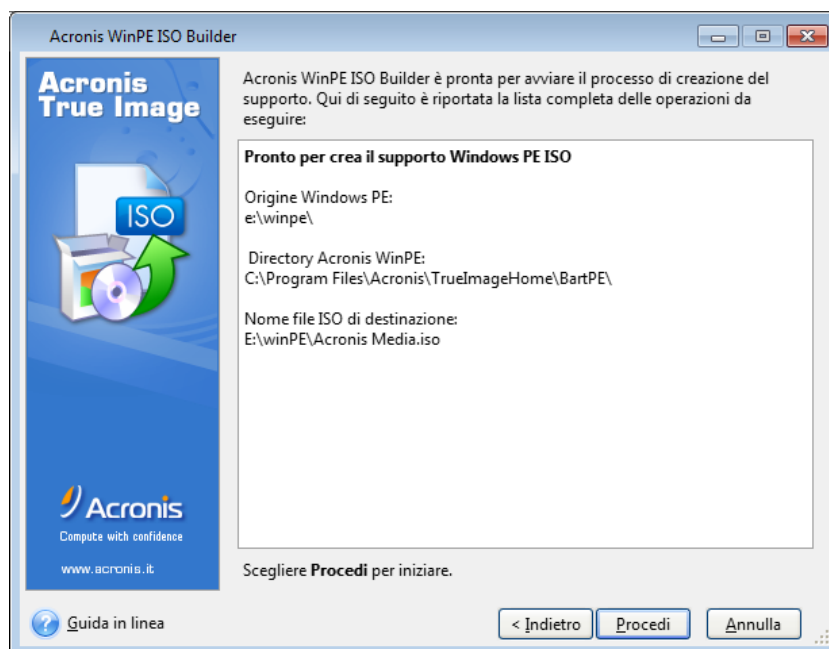 Acronis WinPE ISO Builder
Acronis
True Image
ISO
Acronis
Compute with confidence
www.acronis.it
Acronis WinPE ISO Builder è pronta per avviare il processo di creazione del
supporto. Qui di seguito è riportata la lista completa delle operazioni da
eseguire:
Pronto per crea il supporto Windows PE ISO
Origine Windows PE:
e:\winpe\
Directory Acronis WinPE:
C:\Program Files\Acronis\TrueImageHome\BartPE\
Nome file ISO di destinazione:
E:\winPE\Acronis Media.iso
Scegliere Procedi per iniziare.
Guida in linea
< Indietro
Procedi
Annulla